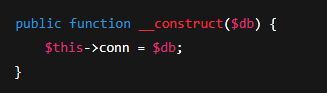 public function __construct($db) {
    $this->conn = $db;
}